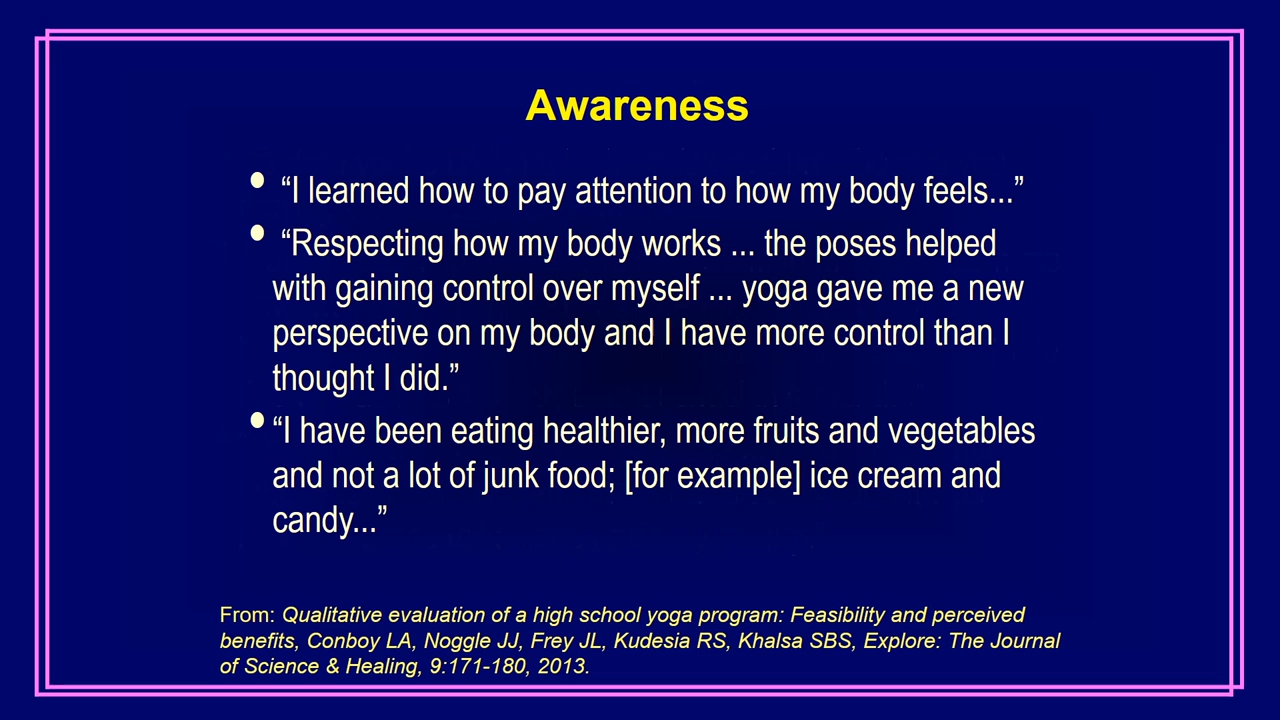 Awareness
• “I learned how to pay attention to how my body feels...”
• “Respecting how my body works ... the poses helped
with gaining control over myself ... yoga gave me a new
perspective on my body and I have more control than I
thought I did.”
• “I have been eating healthier, more fruits and vegetables
and not a lot of junk food; [for example] ice cream and
candy...”
From: Qualitative evaluation of a high school yoga program: Feasibility and perceived
benefits, Conboy LA, Noggle JJ, Frey JL, Kudesia RS, Khalsa SBS, Explore: The Journal
of Science & Healing, 9:171-180, 2013.